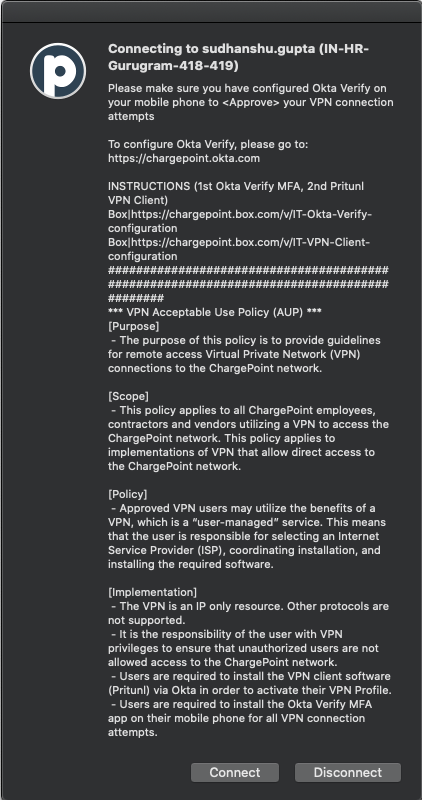 Connecting to sudhanshu.gupta (IN-HR-
Gurugram-418-419)
Please make sure you have configured Okta Verify on
your mobile phone to <Approve> your VPN connection
attempts
To configure Okta Verify, please go to:
https://chargepoint.okta.com
INSTRUCTIONS (1st Okta Verify MFA, 2nd Pritunl
VPN Client)
Box|https://chargepoint.box.com/v/IT-Okta-Verify-
configuration
Box|https://chargepoint.box.com/v/IT-VPN-Client-
configuration
########################################
########################################
########
*** VPN Acceptable Use Policy (AUP) ***
[Purpose]
- The purpose of this policy is to provide guidelines
for remote access Virtual Private Network (VPN)
connections to the ChargePoint network.
[Scope]
- This policy applies to all ChargePoint employees,
contractors and vendors utilizing a VPN to access the
ChargePoint network. This policy applies to
implementations of VPN that allow direct access to
the ChargePoint network.
[Policy]
- Approved VPN users may utilize the benefits of a
VPN, which is a “user-managed” service. This means
that the user is responsible for selecting an Internet
Service Provider (ISP), coordinating installation, and
installing the required software.
[Implementation]
- The VPN is an IP only resource. Other protocols are
not supported.
- It is the responsibility of the user with VPN
privileges to ensure that unauthorized users are not
allowed access to the ChargePoint network.
- Users are required to install the VPN client software
(Pritunl) via Okta in order to activate their VPN Profile.
- Users are required to install the Okta Verify MFA
app on their mobile phone for all VPN connection
attempts.
Connect Disconnect